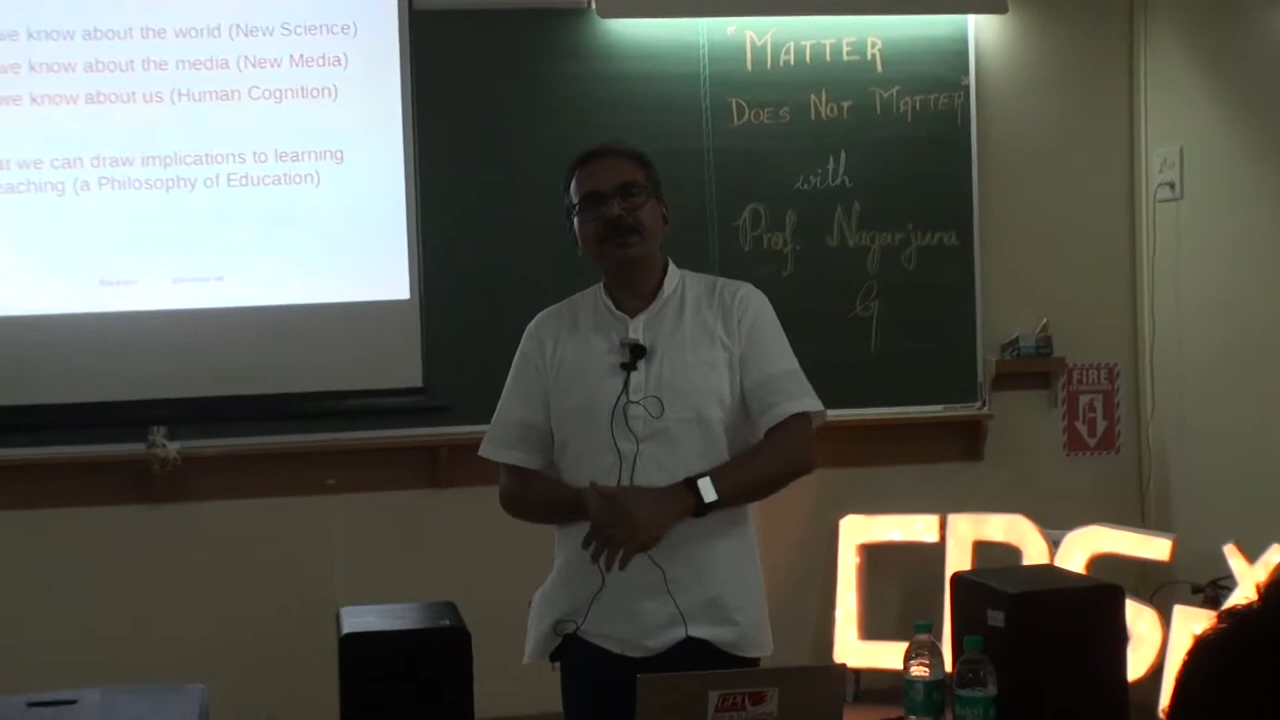 we know about the world (New Science)
we know about the media (New Media)
we know about us (Human Cognition)
at we can draw implications to learning
eaching (a Philosophy of Education)
"MATTER
DOES NOT MATTER"
with
Prof. Nagarjuna
G
FIRE